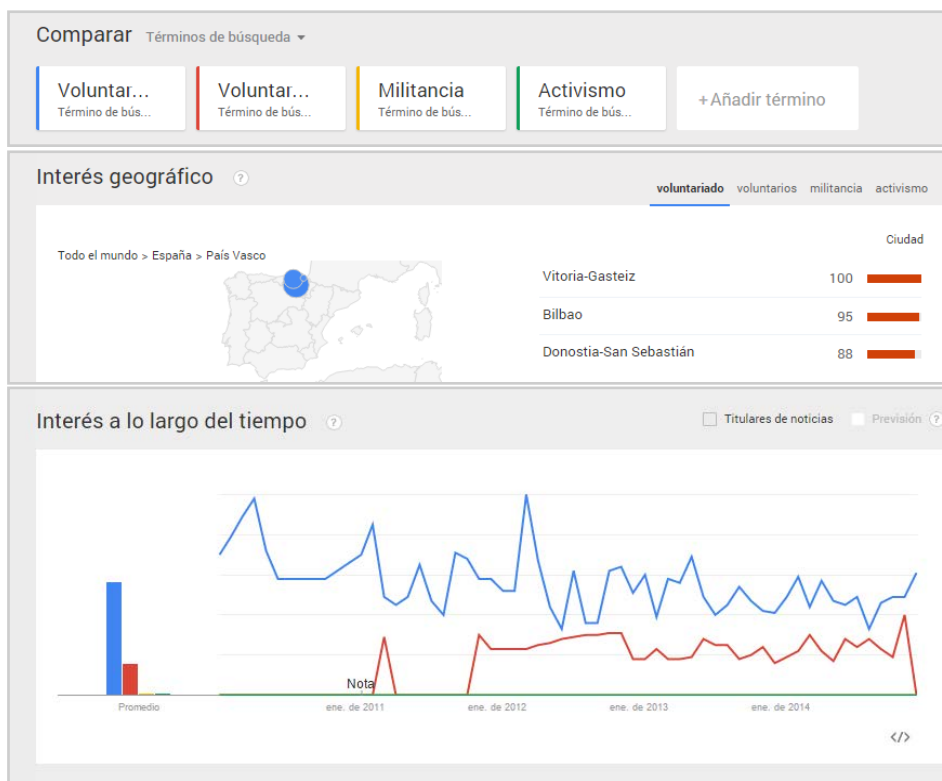 Comparar Términos de búsqueda
Voluntar... Voluntar... Militancia Activismo
Término de bús... Término de bús... Término de bús... Término de bús... +Añadir término
Interés geográfico ?
voluntariado voluntarios militancia activismo
Todo el mundo > España > País Vasco
Ciudad
Vitoria-Gasteiz 100
Bilbao 95
Donostia-San Sebastián 88
Interés a lo largo del tiempo ?
Titulares de noticias Previsión ?
Nota
Promedio ene. de 2011 ene. de 2012 ene. de 2013 ene. de 2014
</>